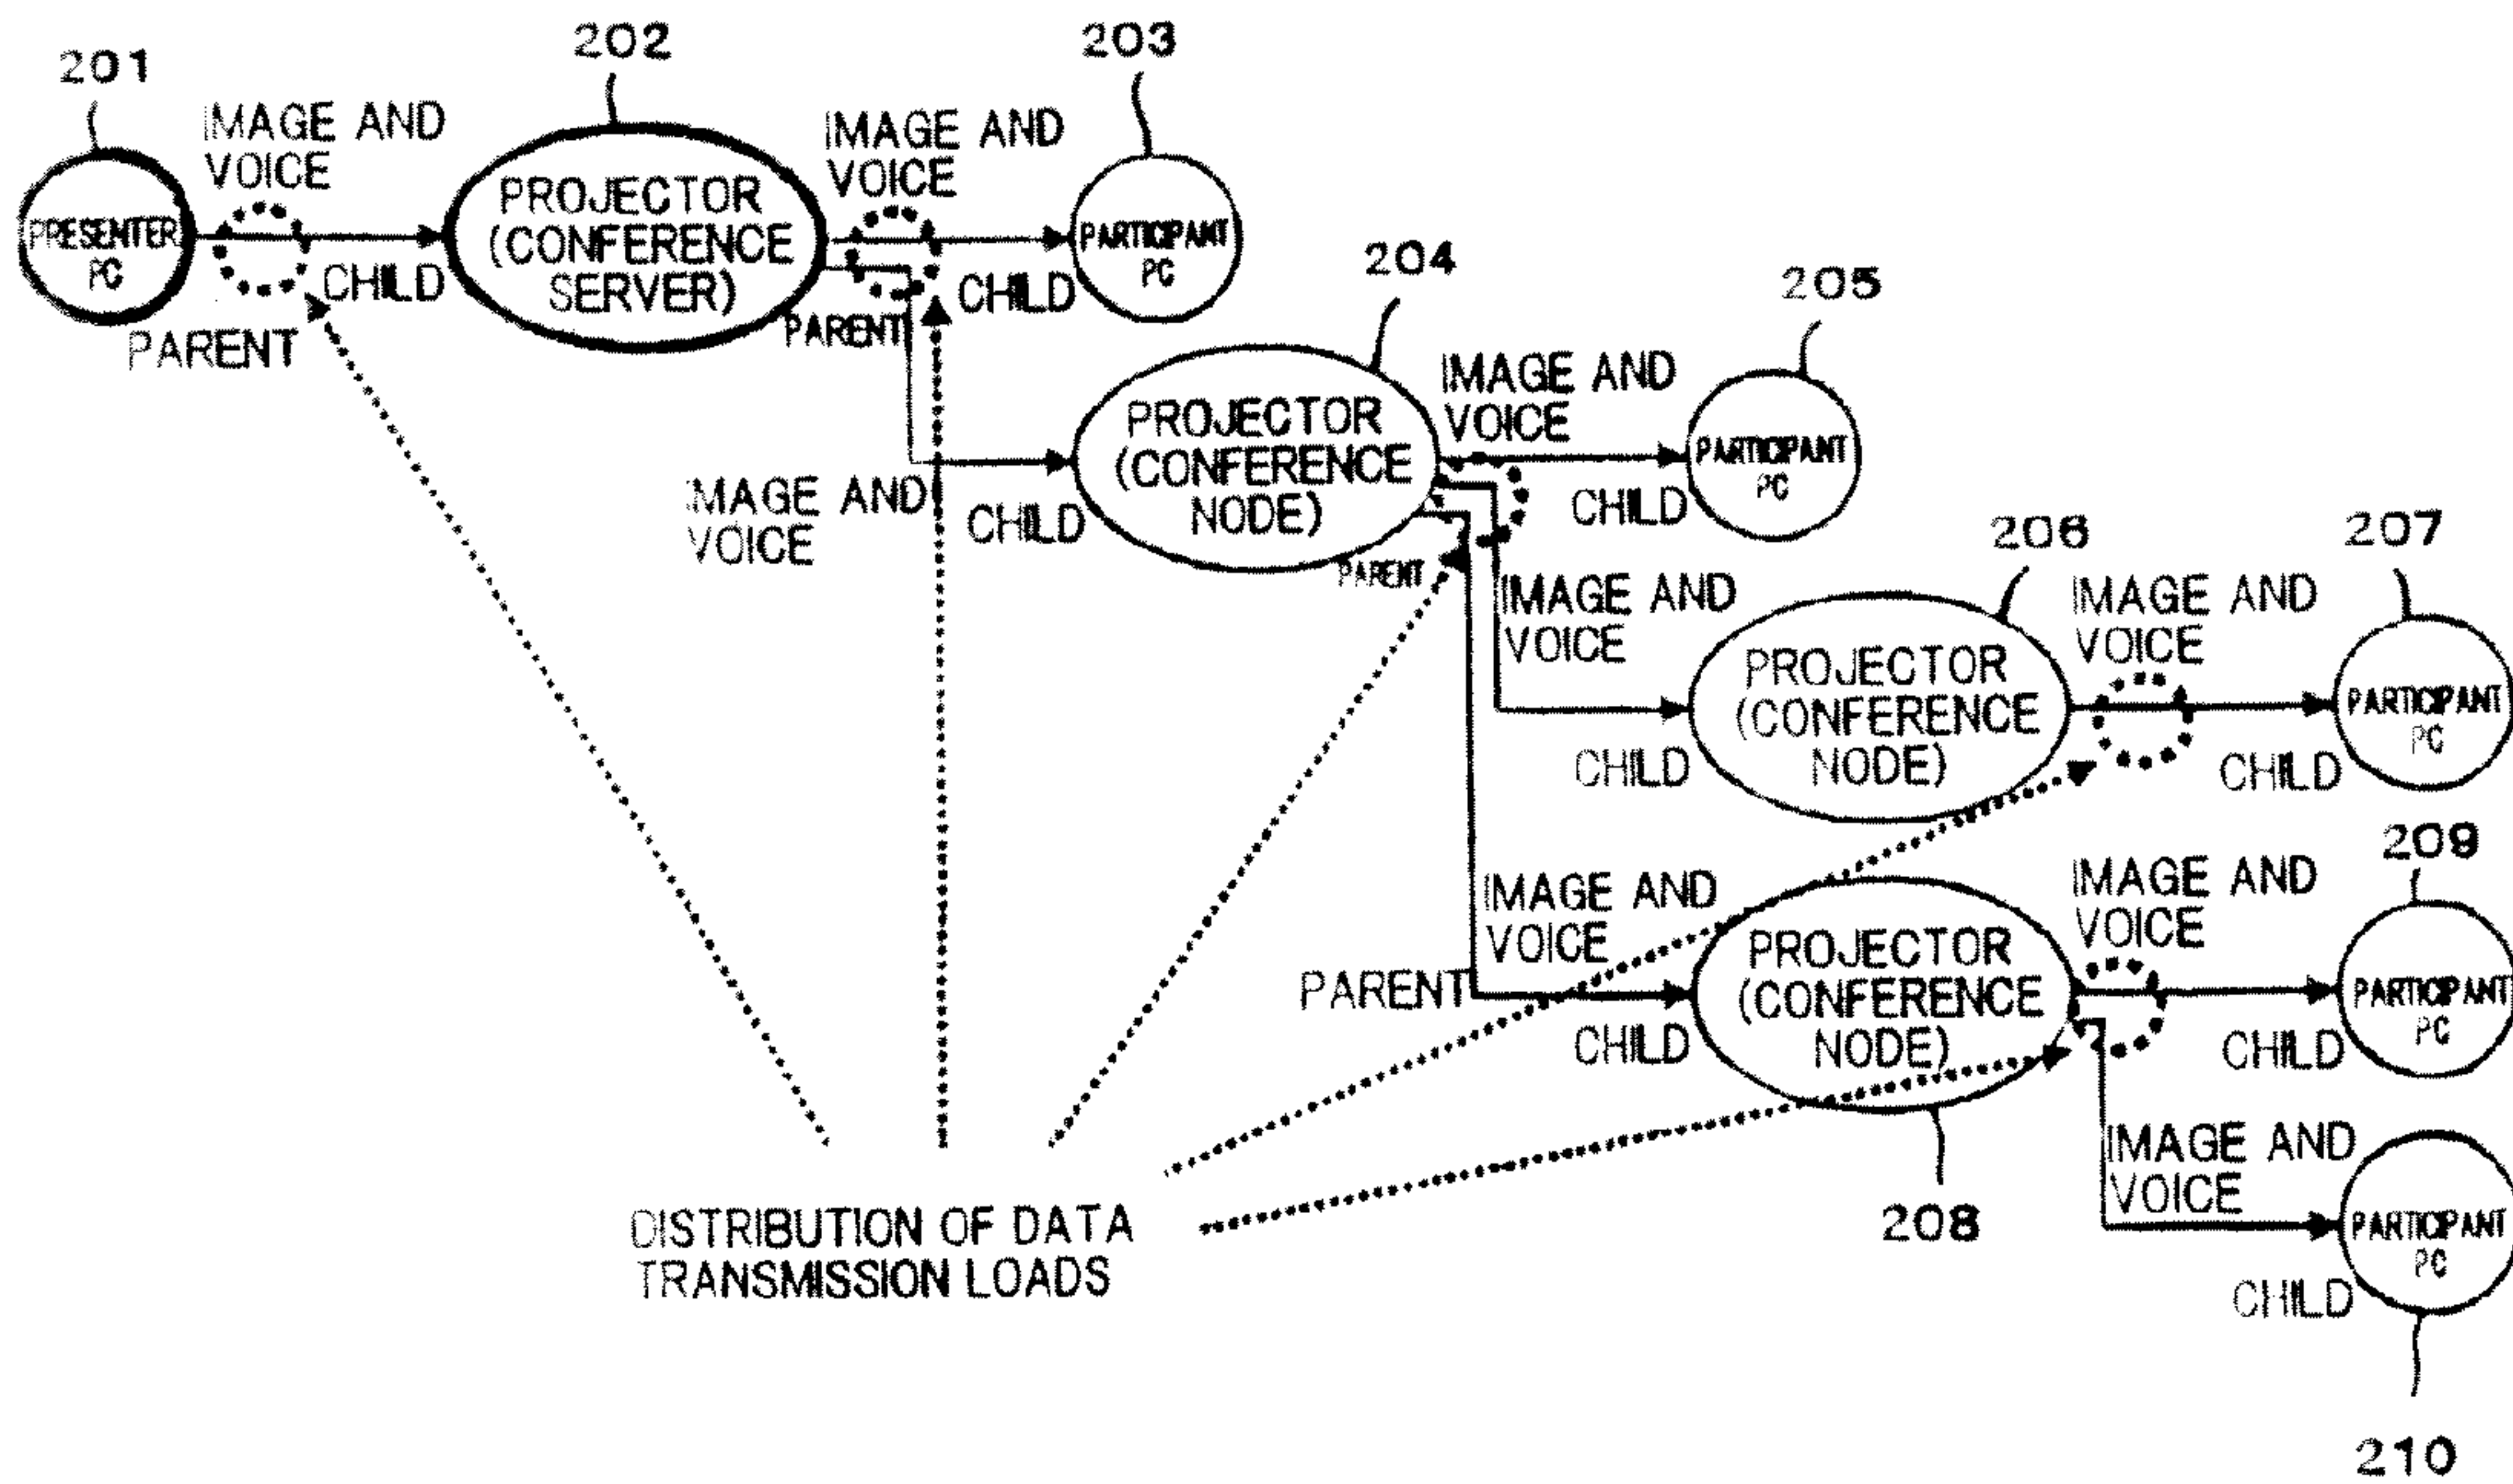 201
202
203
IMAGE AND
VOICE
IMAGE AND
VOICE
PRESENTER
PC
PROJECTOR
(CONFERENCE
SERVER)
PARTICIPANT
PC
CHILD
PARENT
CHILD
PARENT
204
205
IMAGE AND
VOICE
PROJECTOR
(CONFERENCE
NODE)
PARTICIPANT
PC
IMAGE AND
VOICE
CHILD
CHILD
PARENT
206
207
IMAGE AND
VOICE
IMAGE AND
VOICE
PROJECTOR
(CONFERENCE
NODE)
PARTICIPANT
PC
CHILD
CHILD
209
IMAGE AND
VOICE
IMAGE AND
VOICE
PARENT
PROJECTOR
(CONFERENCE
NODE)
PARTICIPANT
PC
CHILD
CHILD
IMAGE AND
VOICE
208
PARTICIPANT
PC
CHILD
DISTRIBUTION OF DATA
TRANSMISSION LOADS
210